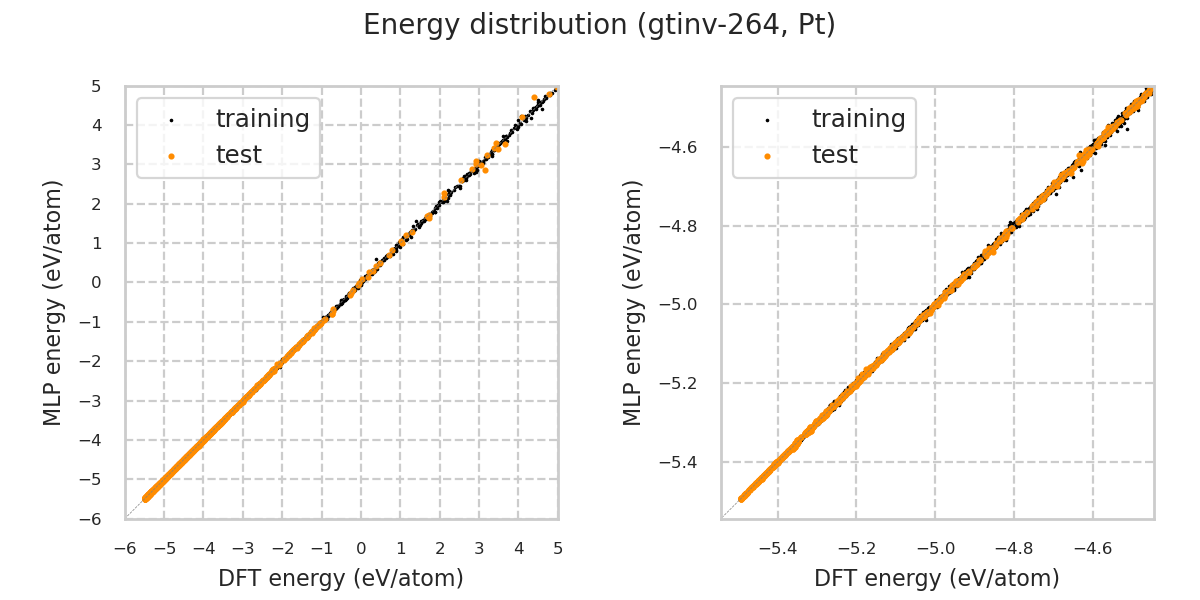 Energy distribution (gtinv-264, Pt)
training
test
MLP energy (eV/atom)
5
4
3
2
1
0
−1
−2
−3
−4
−5
−6
−6 −5 −4 −3 −2 −1 0 1 2 3 4 5
DFT energy (eV/atom)
training
test
MLP energy (eV/atom)
−4.6
−4.8
−5.0
−5.2
−5.4
−5.4 −5.2 −5.0 −4.8 −4.6
DFT energy (eV/atom)